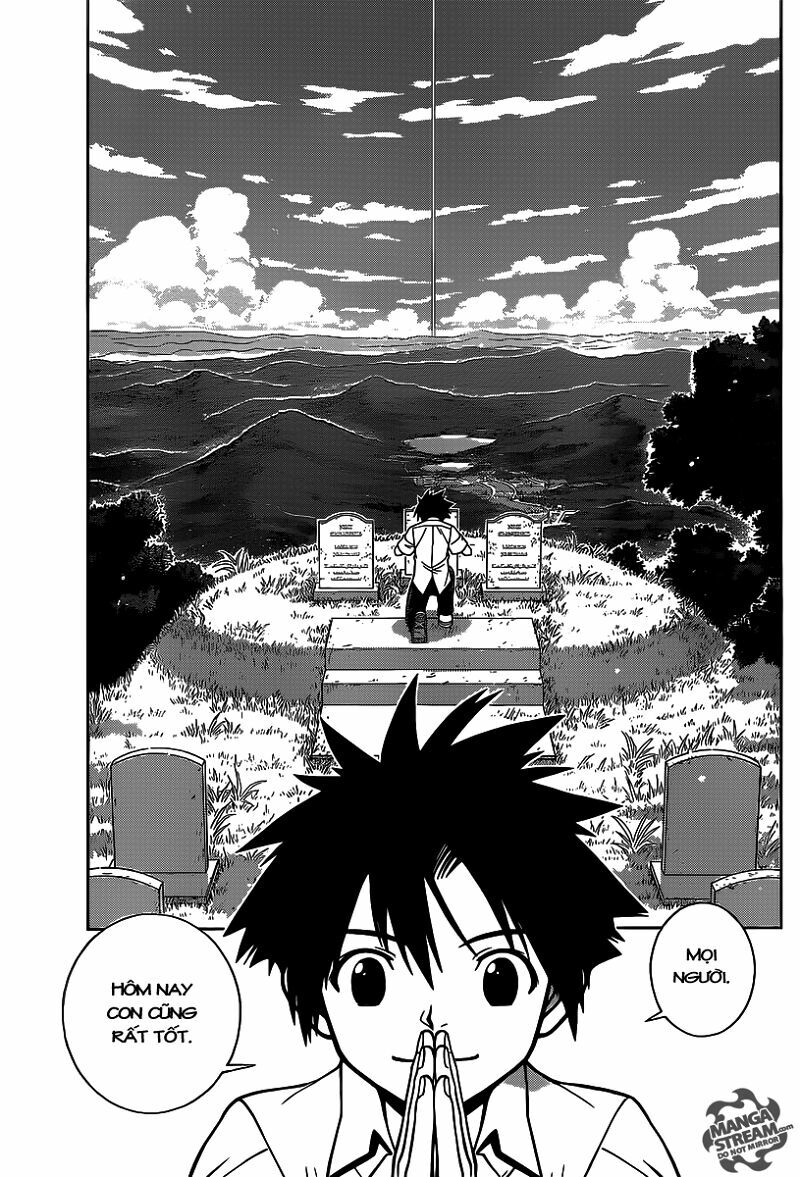 MỌI
NGƯỜI.
HÔM NAY
CON CŨNG
RẤT TỐT.
MANGA
STREAM.com
DO NOT MIRROR